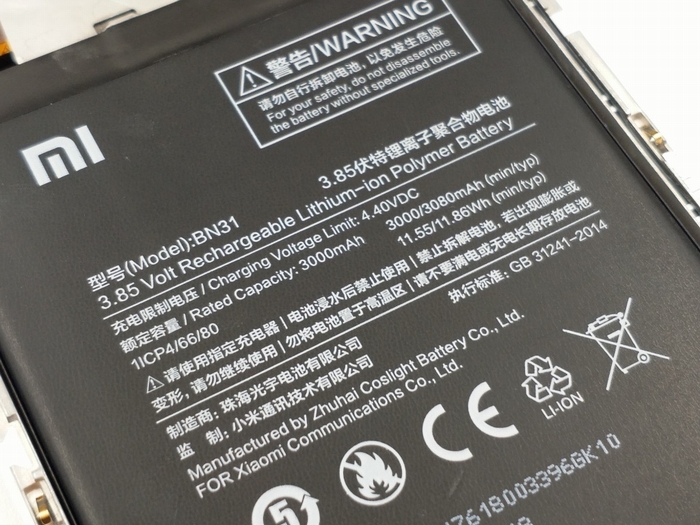 ⚠警告/WARNING
请勿自行拆卸电池，以免发生危险
For your safety, do not disassemble
the battery without specialized tools.
MI
3.85伏特锂离子聚合物电池
型号(Model):BN31
3.85 Volt Rechargeable Lithium-ion Polymer Battery
充电限制电压 / Charging Voltage Limit: 4.40VDC
额定容量 / Rated Capacity: 3000mAh 3000/3080mAh (min/typ)
1ICP4/66/80 11.55/11.86Wh (min/typ)
⚠请使用指定充电器 | 电池浸水后禁止使用 | 禁止拆解电池，若出现膨胀或
变形，请勿继续使用 | 勿将电池置于高温区 | 请不要满电或无电长期存放电池
执行标准: GB 31241-2014
制造商: 珠海光宇电池有限公司
监 制: 小米通讯技术有限公司
Manufactured by Zhuhai Coslight Battery Co., Ltd.
FOR Xiaomi Communications Co., Ltd.
5
CE
LI-ION
7618003396GK10